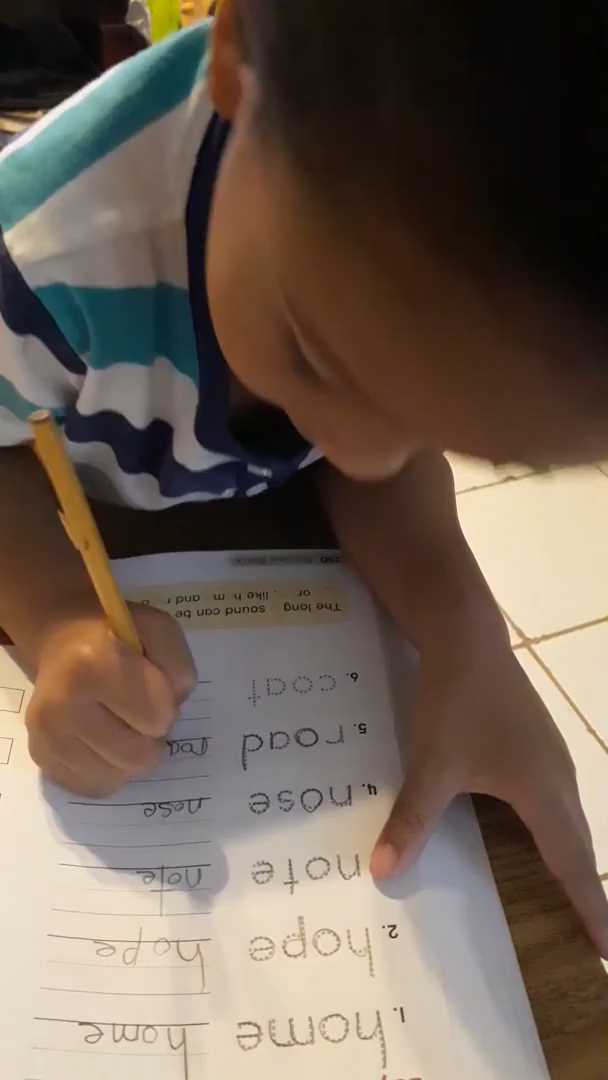 1. home home
2. hope hope
note note
4. nose nose
5. road roa
6. coat
The long sound can be
or , like h m and r